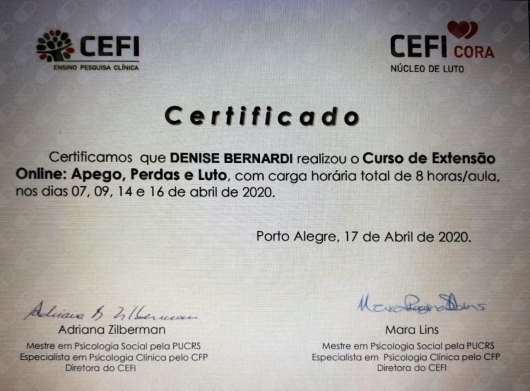 CEFI
ENSINO PESQUISA CLÍNICA
CEFI CORA
NÚCLEO DE LUTO
Certificado
Certificamos que DENISE BERNARDI realizou o Curso de Extensão
Online: Apego, Perdas e Luto, com carga horária total de 8 horas/aula,
nos dias 07, 09, 14 e 16 de abril de 2020.
Porto Alegre, 17 de Abril de 2020.
Adriana B Zilberman
Adriana Zilberman
Mestre em Psicologia Social pela PUCRS
Especialista em Psicologia Clínica pelo CFP
Diretora do CEFI
Mara Lins
Mestre em Psicologia Social pela PUCRS
Especialista em Psicologia Clínica pelo CFP
Diretora do CEFI